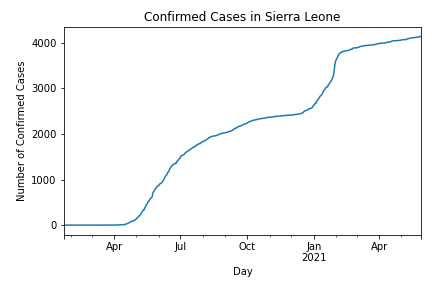 Confirmed Cases in Sierra Leone
Number of Confirmed Cases
4000
3000
2000
1000
0
Apr Jul Oct Jan Apr
2021
Day